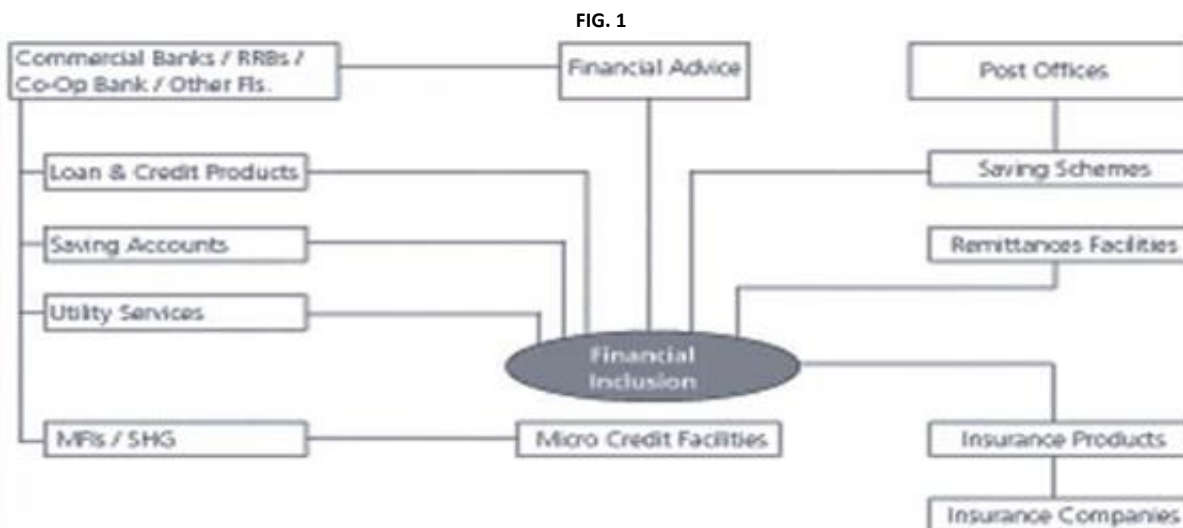 FIG. 1
Commercial Banks / RRBs /
Co-Op Bank / Other FIs.
Financial Advice
Post Offices
Loan & Credit Products
Saving Schemes
Saving Accounts
Remittances Facilities
Utility Services
Financial
Inclusion
MFIs / SHG
Micro Credit Facilities
Insurance Products
Insurance Companies